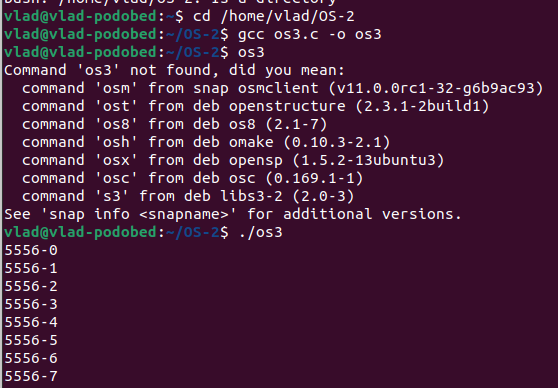 bash: /home/vlad/OS-2: Is a directory
vlad@vlad-podobed:~$ cd /home/vlad/OS-2
vlad@vlad-podobed:~/OS-2$ gcc os3.c -o os3
vlad@vlad-podobed:~/OS-2$ os3
Command 'os3' not found, did you mean:
  command 'osm' from snap osmclient (v11.0.0rc1-32-g6b9ac93)
  command 'ost' from deb openstructure (2.3.1-2build1)
  command 'os8' from deb os8 (2.1-7)
  command 'osh' from deb omake (0.10.3-2.1)
  command 'osx' from deb opensp (1.5.2-13ubuntu3)
  command 'osc' from deb osc (0.169.1-1)
  command 's3' from deb libs3-2 (2.0-3)
See 'snap info <snapname>' for additional versions.
vlad@vlad-podobed:~/OS-2$ ./os3
5556-0
5556-1
5556-2
5556-3
5556-4
5556-5
5556-6
5556-7